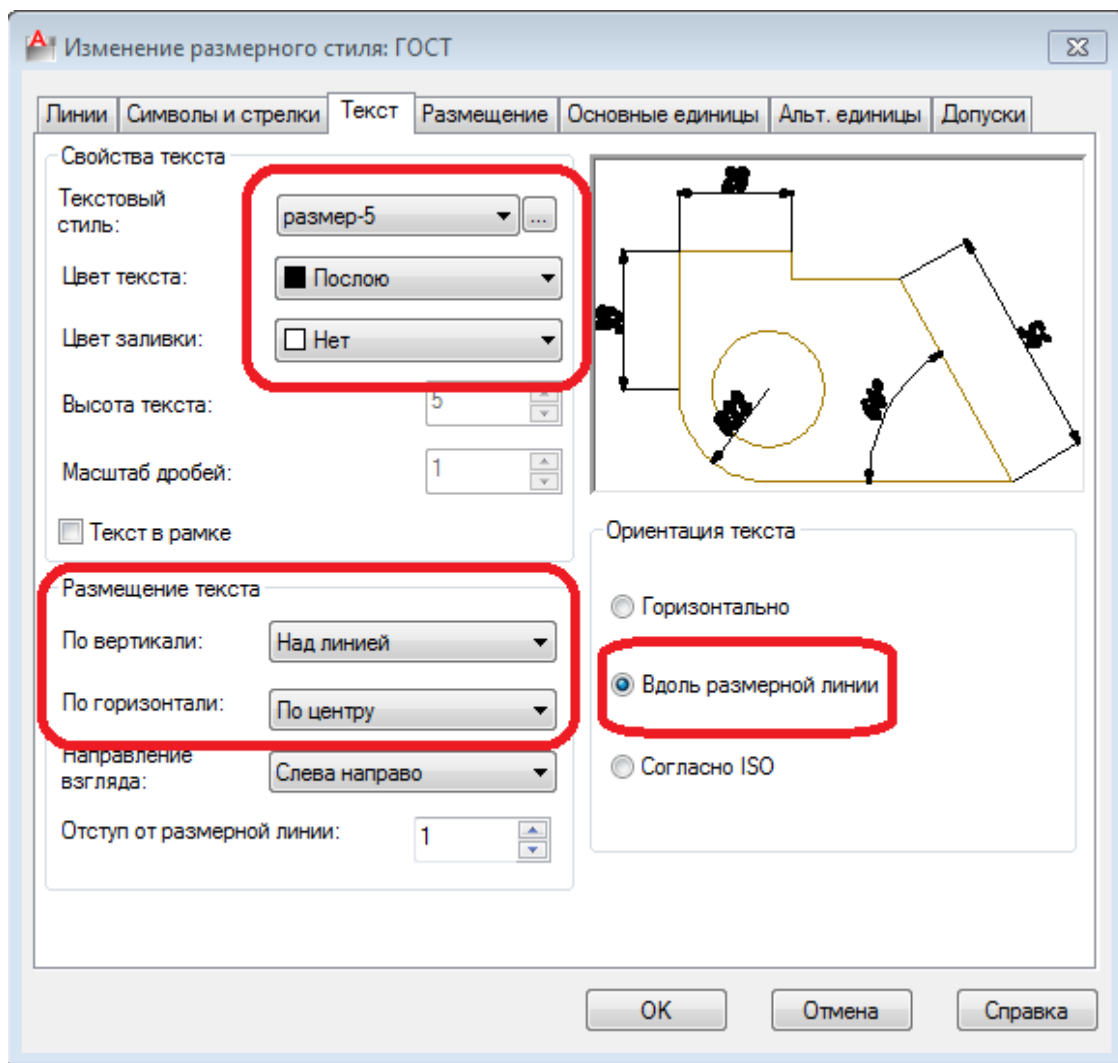 Изменение размерного стиля: ГОСТ
Линии Символы и стрелки Текст Размещение Основные единицы Альт. единицы Допуски
Свойства текста
Текстовый
стиль:
размер-5 ...
Цвет текста: Послою
Цвет заливки: Нет
Высота текста: 5
Масштаб дробей: 1
Текст в рамке
Размещение текста
По вертикали: Над линией
По горизонтали: По центру
Направление
взгляда:
Слева направо
Отступ от размерной линии: 1
Ориентация текста
Горизонтально
Вдоль размерной линии
Согласно ISO
OK Отмена Справка